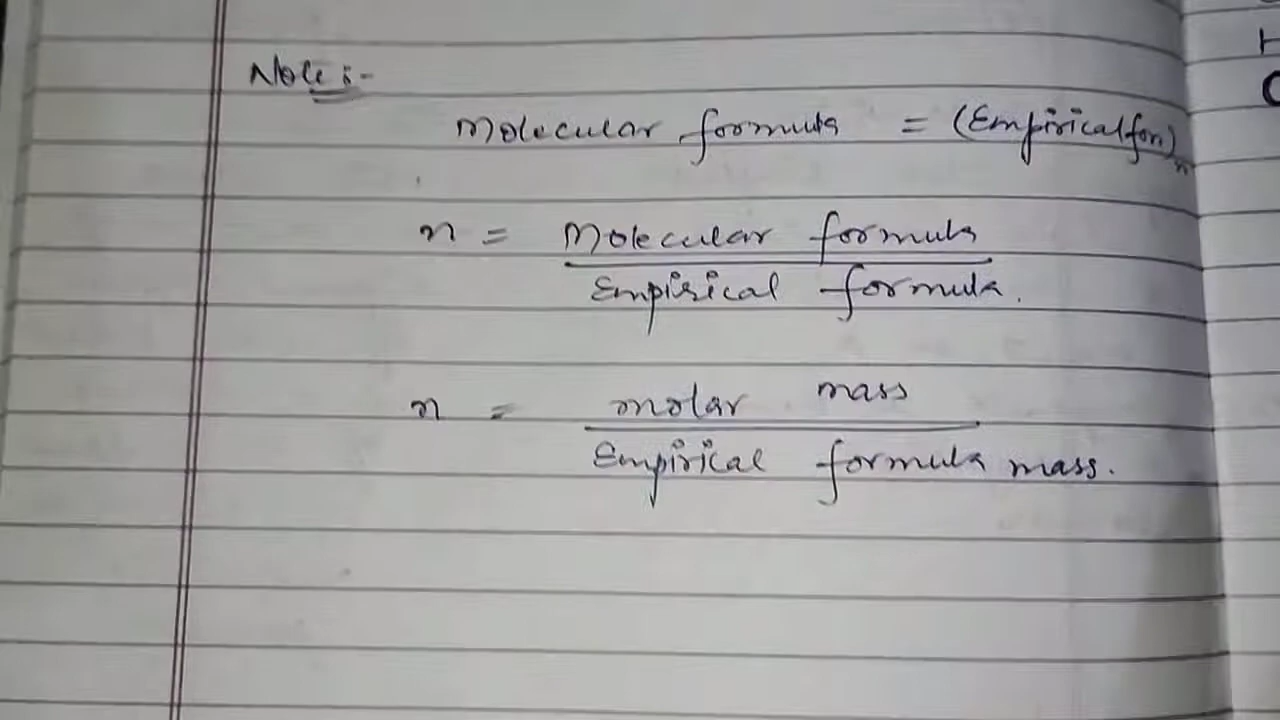 Note :-
Molecular formula = (Empirical for)n
n = Molecular formula
Empirical formula.
n = molar mass
Empirical formula mass.